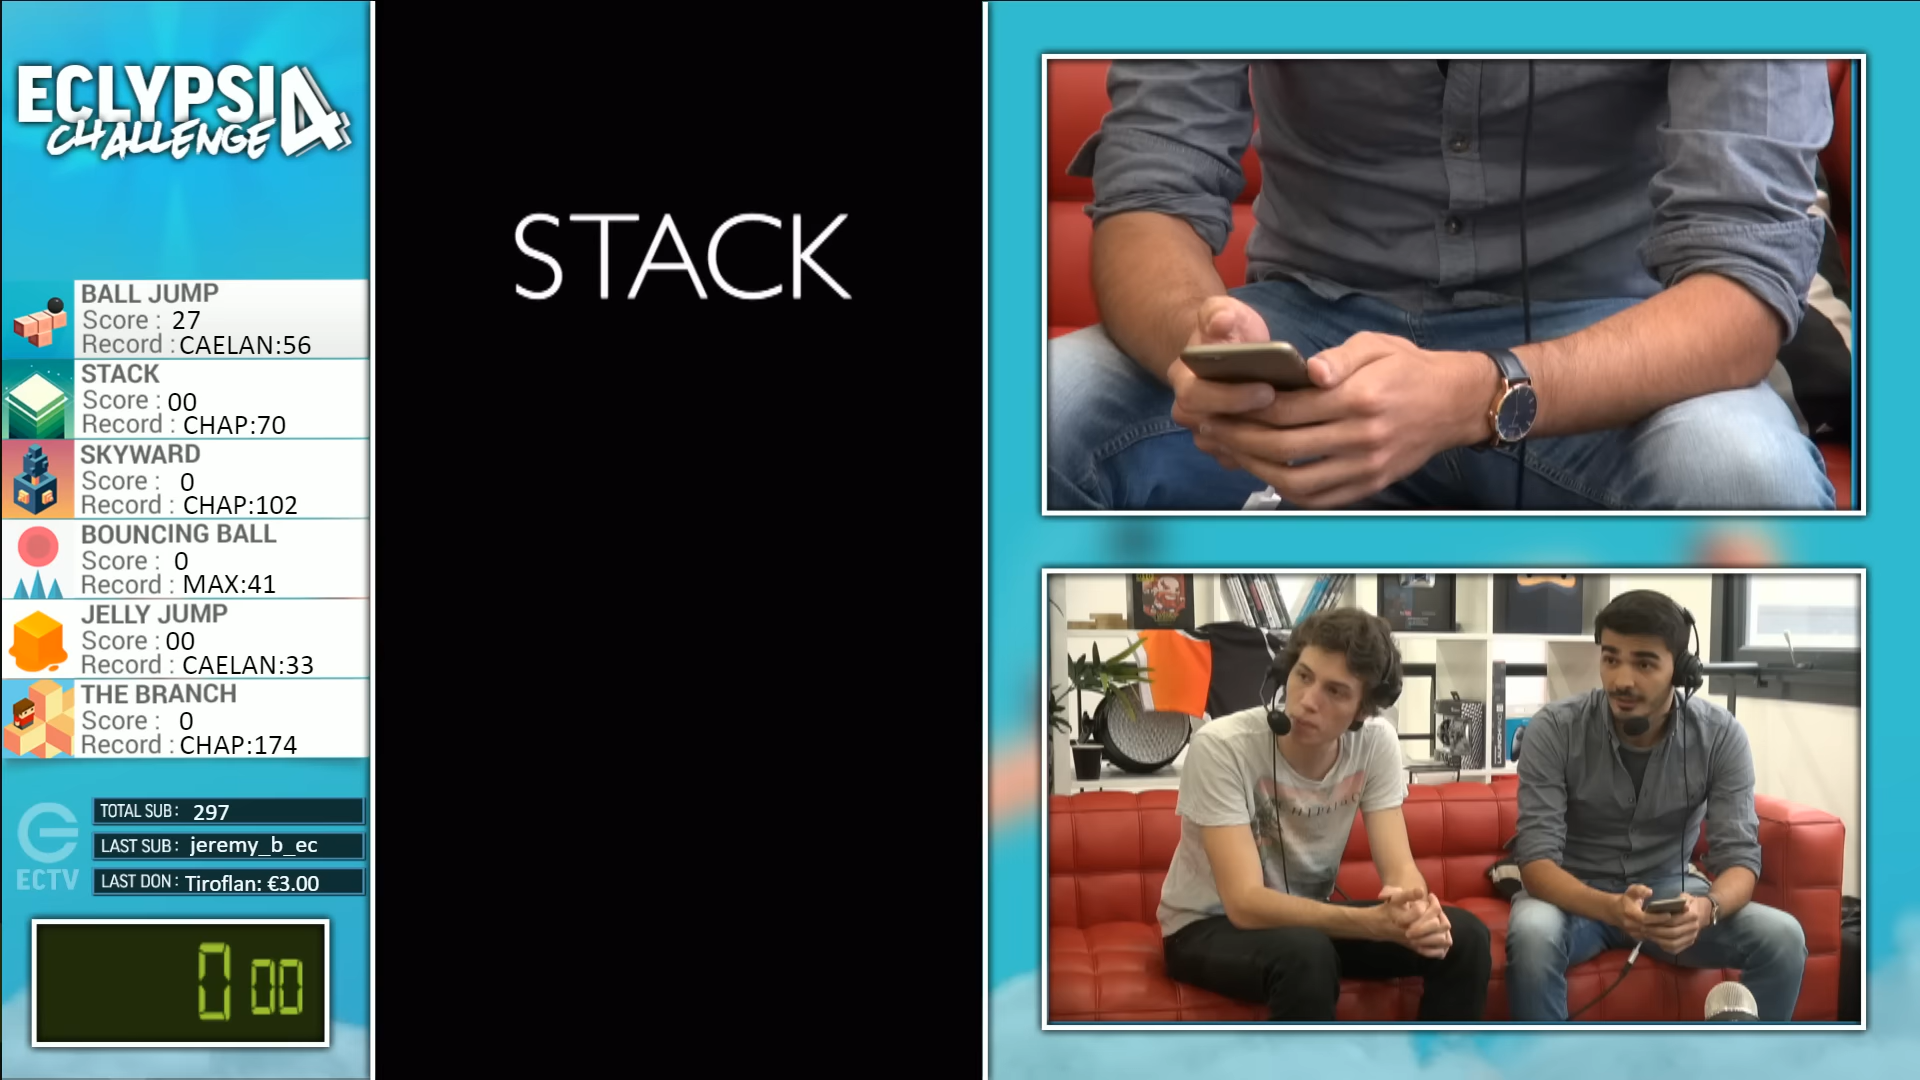 ECLYPSIA
CHALLENGE 4
BALL JUMP
Score : 27
Record : CAELAN:56
STACK
Score : 00
Record : CHAP:70
SKYWARD
Score : 0
Record : CHAP:102
BOUNCING BALL
Score : 0
Record : MAX:41
JELLY JUMP
Score : 00
Record : CAELAN:33
THE BRANCH
Score : 0
Record : CHAP:174
ECTV
TOTAL SUB : 297
LAST SUB : jeremy_b_ec
LAST DON : Tiroflan: €3.00
0 00
STACK